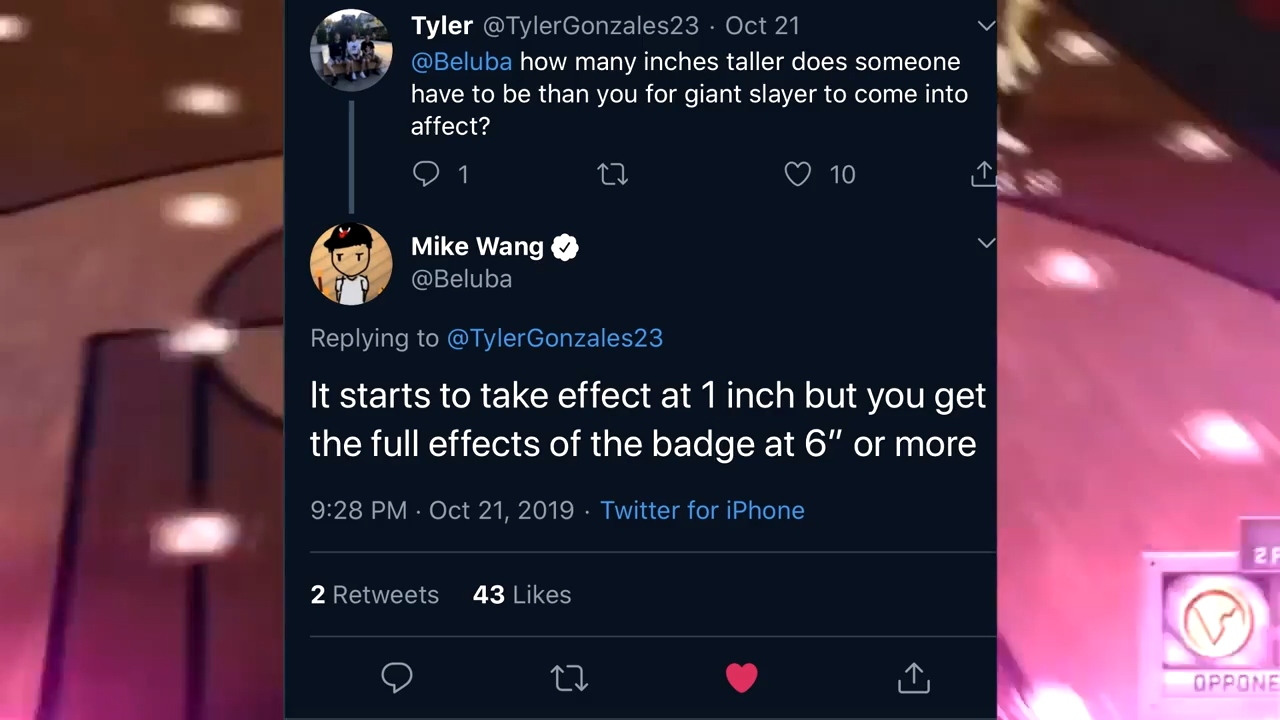 Tyler @TylerGonzales23 · Oct 21
@Beluba how many inches taller does someone
have to be than you for giant slayer to come into
affect?
1 10
Mike Wang
@Beluba
Replying to @TylerGonzales23
It starts to take effect at 1 inch but you get
the full effects of the badge at 6” or more
9:28 PM · Oct 21, 2019 · Twitter for iPhone
2 Retweets 43 Likes